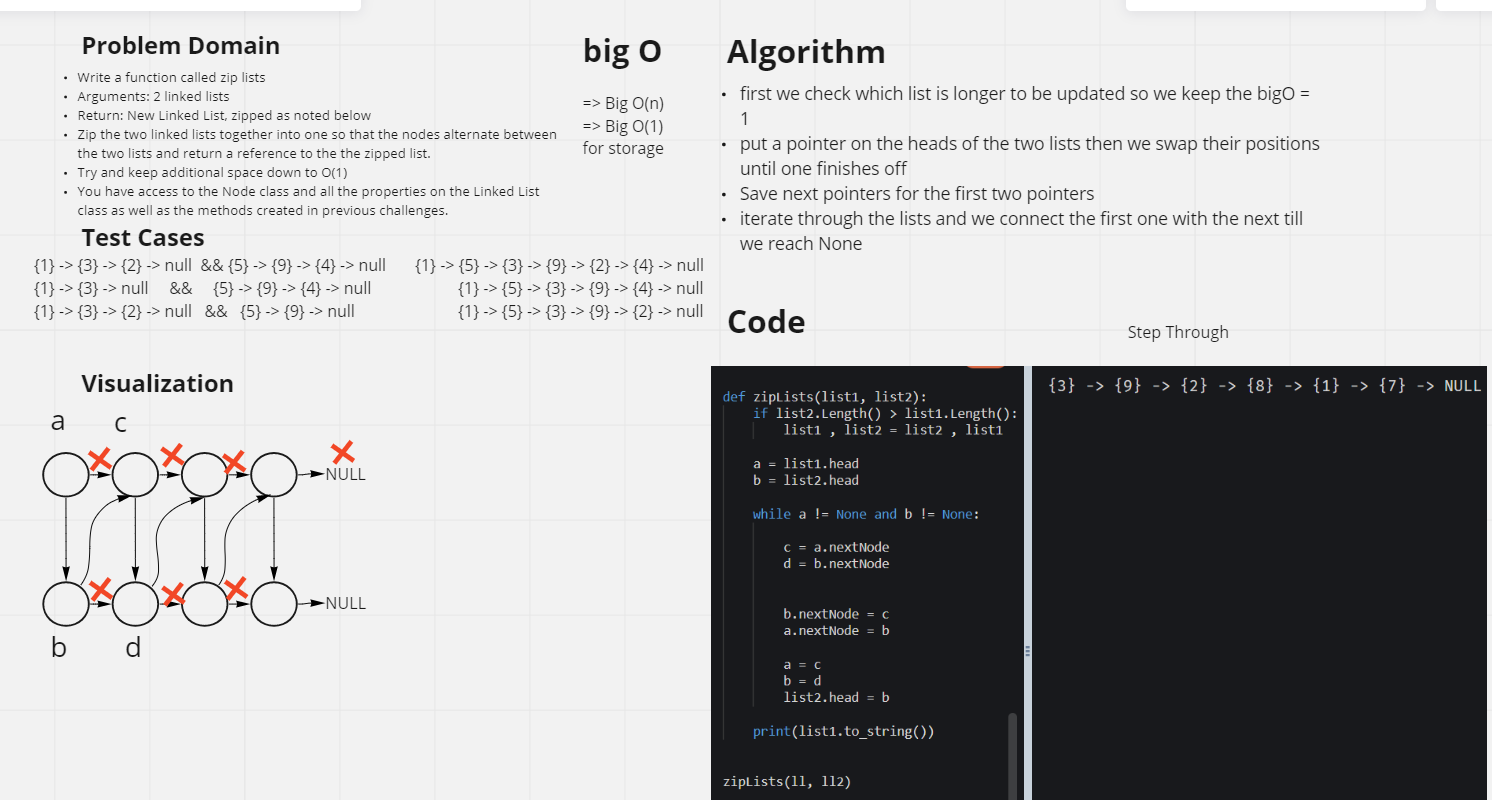 Problem Domain
• Write a function called zip lists
• Arguments: 2 linked lists
• Return: New Linked List, zipped as noted below
• Zip the two linked lists together into one so that the nodes alternate between
the two lists and return a reference to the the zipped list.
• Try and keep additional space down to O(1)
• You have access to the Node class and all the properties on the Linked List
class as well as the methods created in previous challenges.
big O
=> Big O(n)
=> Big O(1)
for storage
Algorithm
• first we check which list is longer to be updated so we keep the bigO =
1
• put a pointer on the heads of the two lists then we swap their positions
until one finishes off
• Save next pointers for the first two pointers
• iterate through the lists and we connect the first one with the next till
we reach None
Test Cases
{1} -> {3} -> {2} -> null && {5} -> {9} -> {4} -> null {1} -> {5} -> {3} -> {9} -> {2} -> {4} -> null
{1} -> {3} -> null && {5} -> {9} -> {4} -> null {1} -> {5} -> {3} -> {9} -> {4} -> null
{1} -> {3} -> {2} -> null && {5} -> {9} -> null {1} -> {5} -> {3} -> {9} -> {2} -> null
Visualization
a c
NULL
NULL
b d
Code
Step Through
def zipLists(list1, list2):
if list2.Length() > list1.Length():
list1 , list2 = list2 , list1
a = list1.head
b = list2.head
while a != None and b != None:
c = a.nextNode
d = b.nextNode
b.nextNode = c
a.nextNode = b
a = c
b = d
list2.head = b
print(list1.to_string())
zipLists(ll, ll2)
{3} -> {9} -> {2} -> {8} -> {1} -> {7} -> NULL